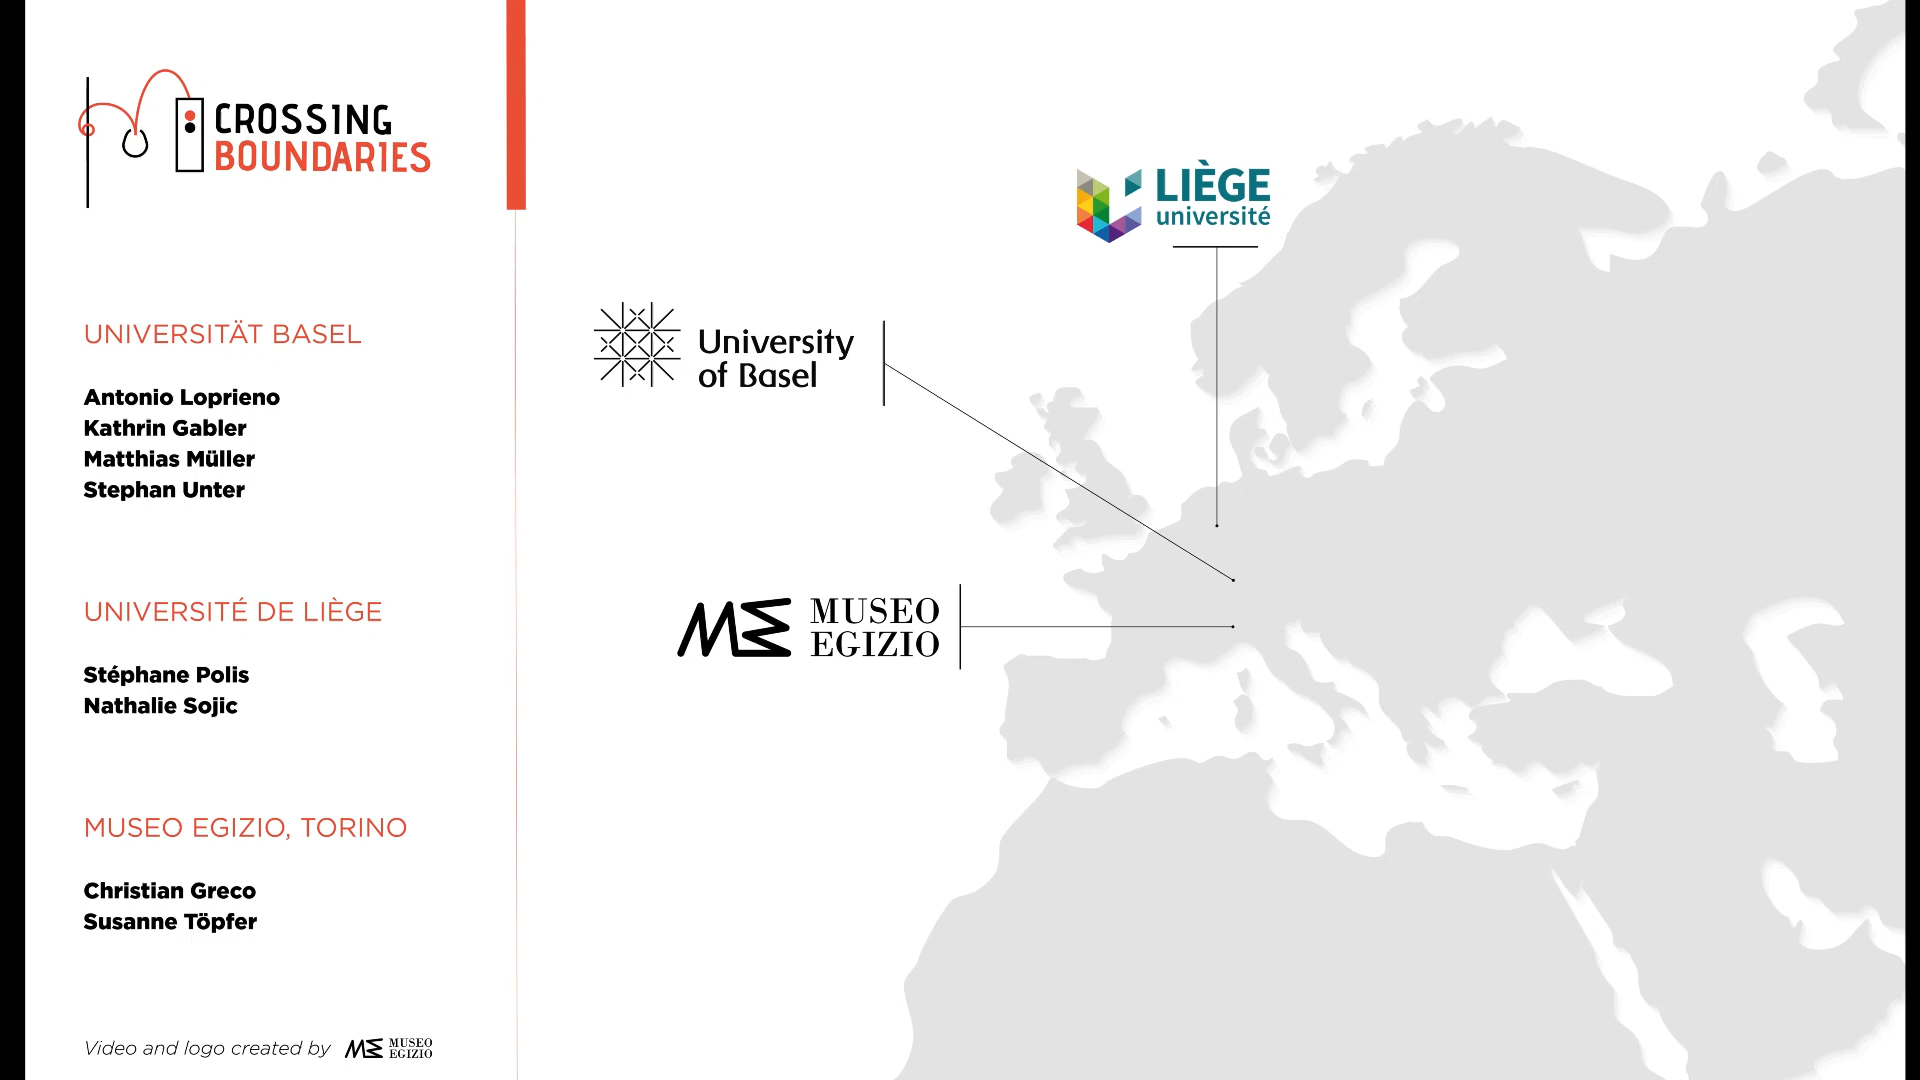 CROSSING
BOUNDARIES
UNIVERSITÄT BASEL
Antonio Loprieno
Kathrin Gabler
Matthias Müller
Stephan Unter
UNIVERSITÉ DE LIÈGE
Stéphane Polis
Nathalie Sojic
MUSEO EGIZIO, TORINO
Christian Greco
Susanne Töpfer
Video and logo created by
ME MUSEO
EGIZIO
LIÈGE
université
University
of Basel
ME MUSEO
EGIZIO